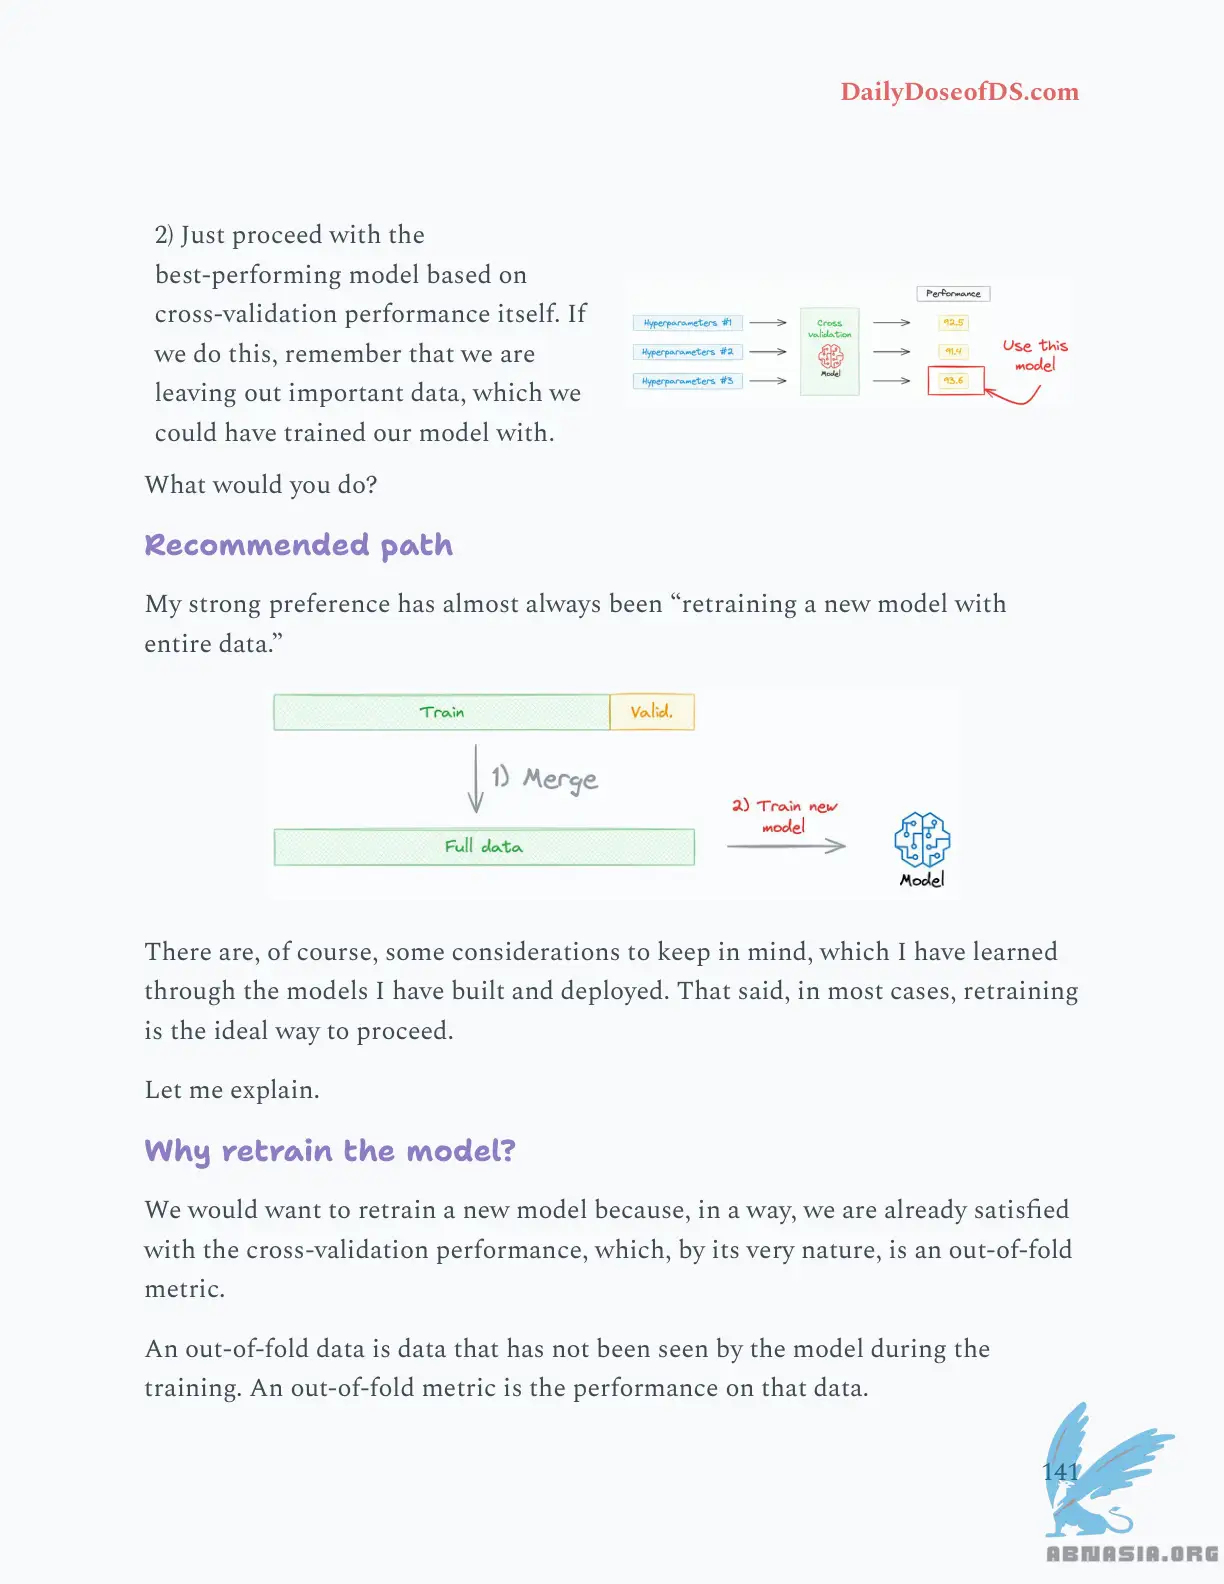 DailyDoseofDS.com
2) Just proceed with the
best-performing model based on
cross-validation performance itself. If
we do this, remember that we are
leaving out important data, which we
could have trained our model with.
Performance
Hyperparameters #1
Hyperparameters #2
Hyperparameters #3
Cross
validation
Model
92.5
91.4
93.6
Use this
model
What would you do?
Recommended path
My strong preference has almost always been “retraining a new model with
entire data.”
Train
Valid.
1) Merge
Full data
2) Train new
model
Model
There are, of course, some considerations to keep in mind, which I have learned
through the models I have built and deployed. That said, in most cases, retraining
is the ideal way to proceed.
Let me explain.
Why retrain the model?
We would want to retrain a new model because, in a way, we are already satisfied
with the cross-validation performance, which, by its very nature, is an out-of-fold
metric.
An out-of-fold data is data that has not been seen by the model during the
training. An out-of-fold metric is the performance on that data.
141
ABNASIA.ORG